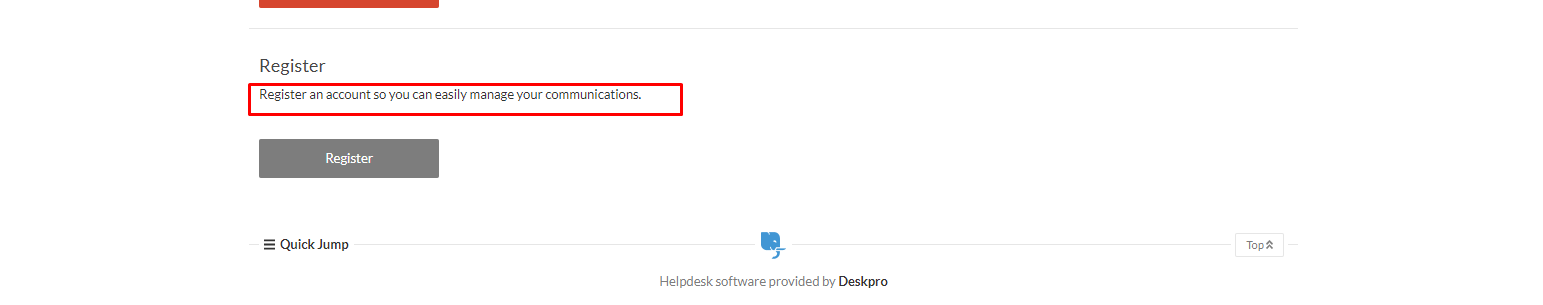 Register
Register an account so you can easily manage your communications.
Register
Quick Jump
Top
Helpdesk software provided by Deskpro